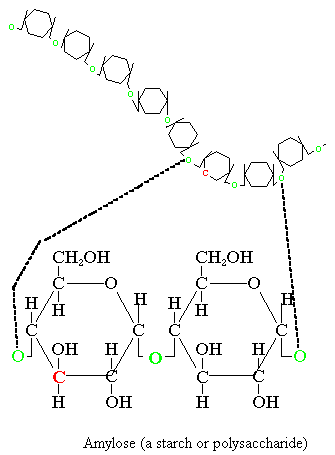 O
O
O
O
O
O
C
O
O
O
CH₂OH CH₂OH
O O
H H H H
H H
C C C C
OH H OH H
O O O
C
H OH H OH
Amylose (a starch or polysaccharide)